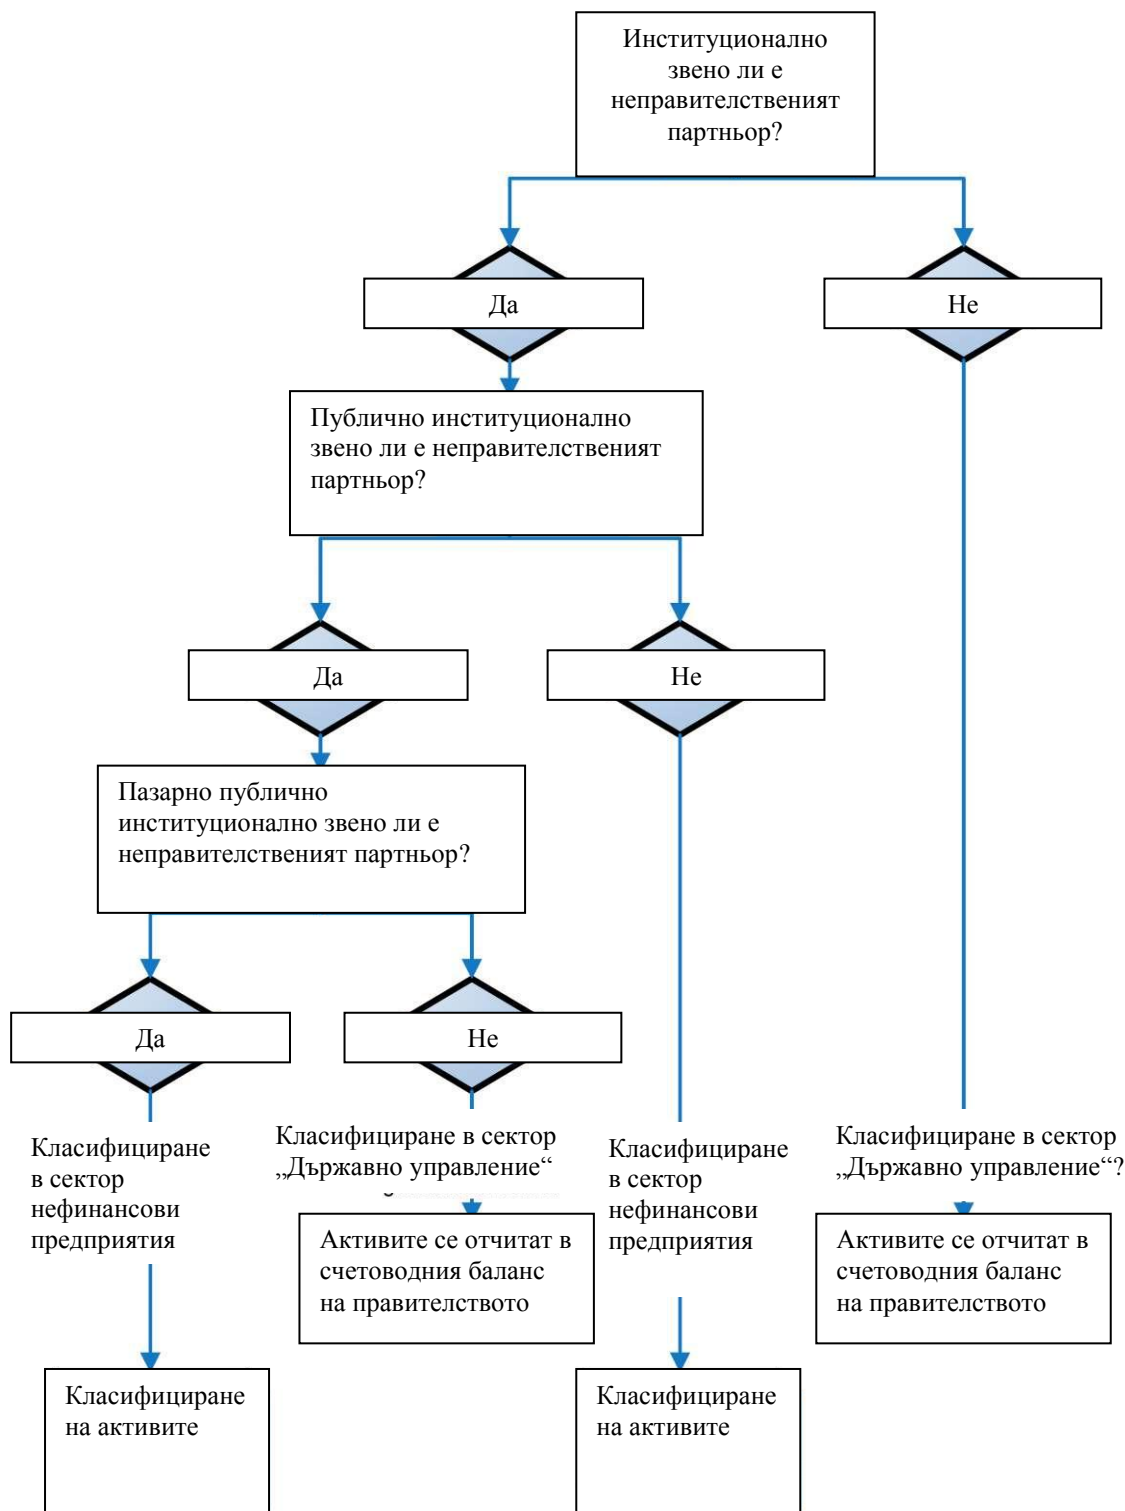 Институционално
звено ли е
неправителственият
партньор?
Да
Не
Публично институционално
звено ли е неправителственият
партньор?
Да
Не
Пазарно публично
институционално звено ли е
неправителственият партньор?
Да
Не
Класифициране
в сектор
нефинансови
предприятия
Класифициране в сектор
„Държавно управление“
Класифициране
в сектор
нефинансови
предприятия
Класифициране в сектор
„Държавно управление“?
Активите се отчитат в
счетоводния баланс
на правителството
Активите се отчитат в
счетоводния баланс
на правителството
Класифициране
на активите
Класифициране
на активите